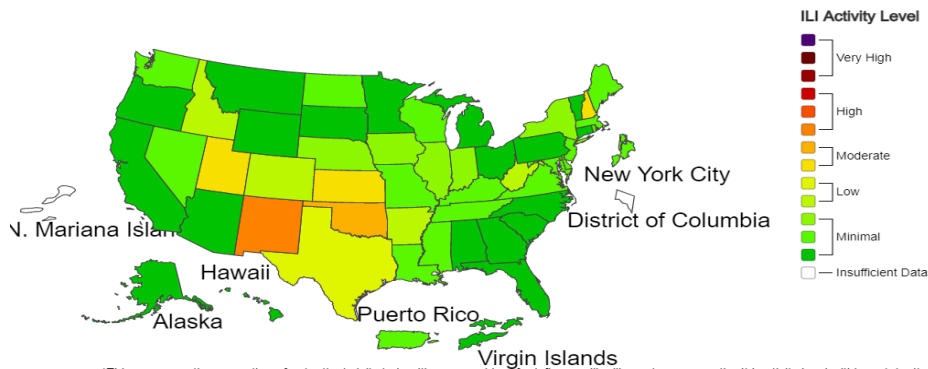 ILI Activity Level
Very High
High
Moderate
Low
Minimal
Insufficient Data
New York City
District of Columbia
N. Mariana Islan
Hawaii
Alaska
Puerto Rico
Virgin Islands